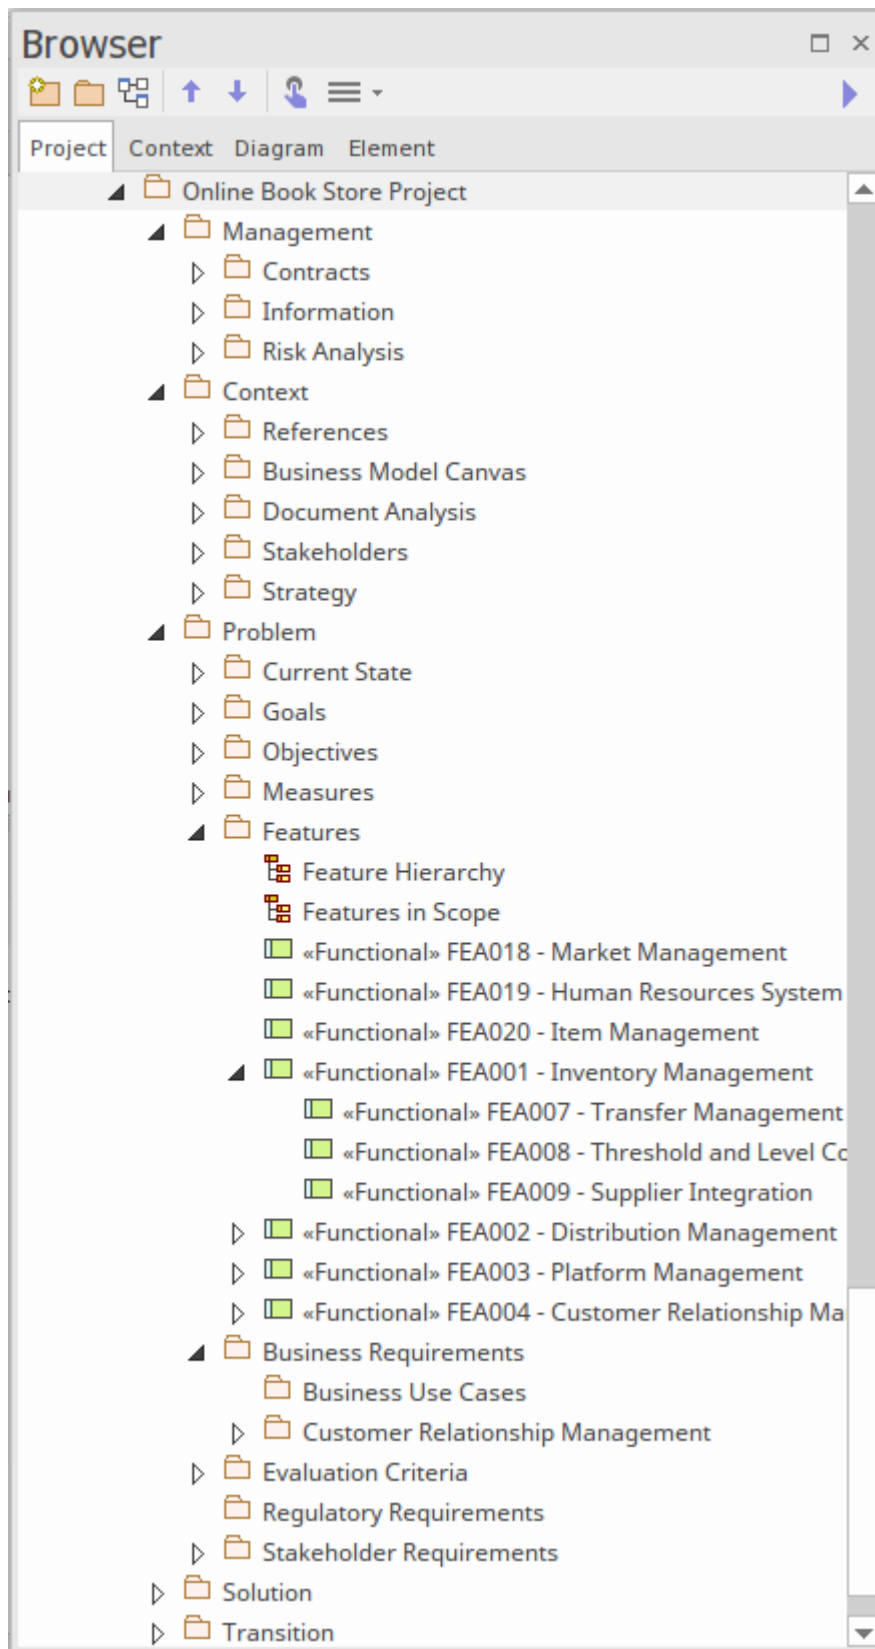 Browser
Project Context Diagram Element
Online Book Store Project
Management
Contracts
Information
Risk Analysis
Context
References
Business Model Canvas
Document Analysis
Stakeholders
Strategy
Problem
Current State
Goals
Objectives
Measures
Features
Feature Hierarchy
Features in Scope
«Functional» FEA018 - Market Management
«Functional» FEA019 - Human Resources System
«Functional» FEA020 - Item Management
«Functional» FEA001 - Inventory Management
«Functional» FEA007 - Transfer Management
«Functional» FEA008 - Threshold and Level Co
«Functional» FEA009 - Supplier Integration
«Functional» FEA002 - Distribution Management
«Functional» FEA003 - Platform Management
«Functional» FEA004 - Customer Relationship Ma
Business Requirements
Business Use Cases
Customer Relationship Management
Evaluation Criteria
Regulatory Requirements
Stakeholder Requirements
Solution
Transition